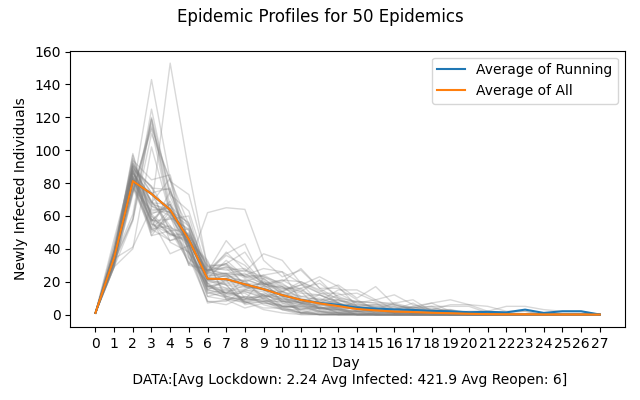 Epidemic Profiles for 50 Epidemics
160
140
120
100
80
60
40
20
0
Newly Infected Individuals
Average of Running
Average of All
0 1 2 3 4 5 6 7 8 9 10 11 12 13 14 15 16 17 18 19 20 21 22 23 24 25 26 27
Day
DATA:[Avg Lockdown: 2.24 Avg Infected: 421.9 Avg Reopen: 6]